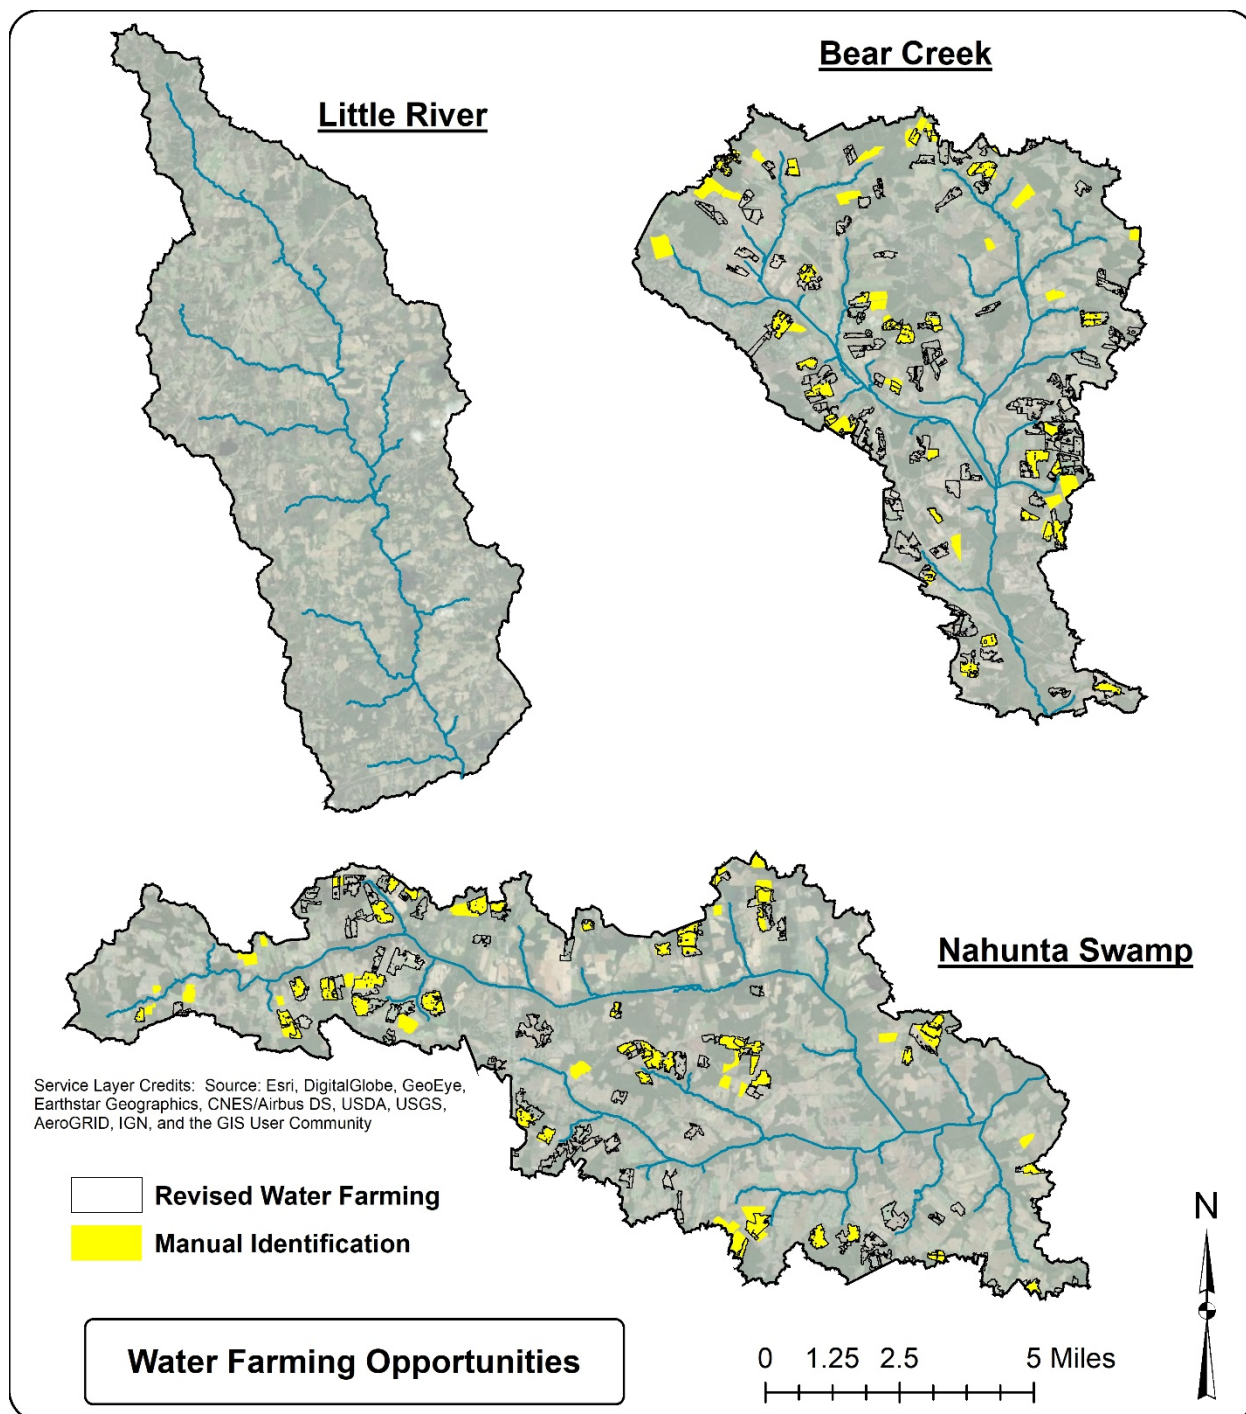 Bear Creek
Little River
Nahunta Swamp
Service Layer Credits: Source: Esri, DigitalGlobe, GeoEye,
Earthstar Geographics, CNES/Airbus DS, USDA, USGS,
AeroGRID, IGN, and the GIS User Community
Revised Water Farming
Manual Identification
N
Water Farming Opportunities
0 1.25 2.5 5 Miles